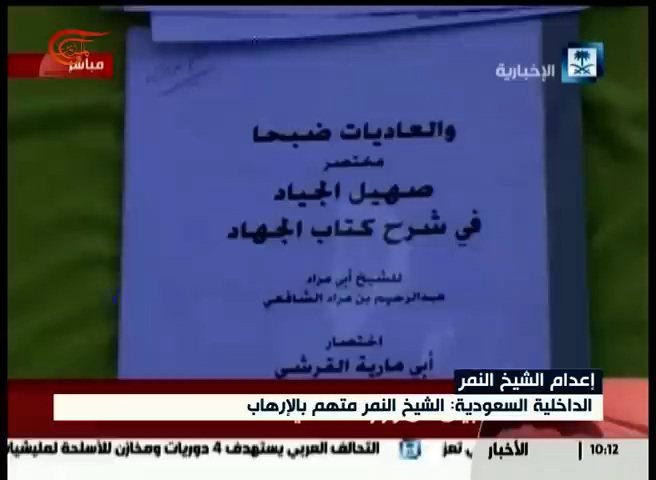 الميادين
مباشر
الإخبارية
والعاديات ضبحا
مختصر
صهيل الجياد
في شرح كتاب الجهاد
للشيخ أبي مراد
عبدالرحيم بن مراد الشافعي
اختصار
أبي مارية القرشي
إعدام الشيخ النمر
الداخلية السعودية: الشيخ النمر متهم بالإرهاب
10:12
الأخبار
ي تعز
التحالف العربي يستهدف 4 دوريات ومخازن للأسلحة لمليشيا